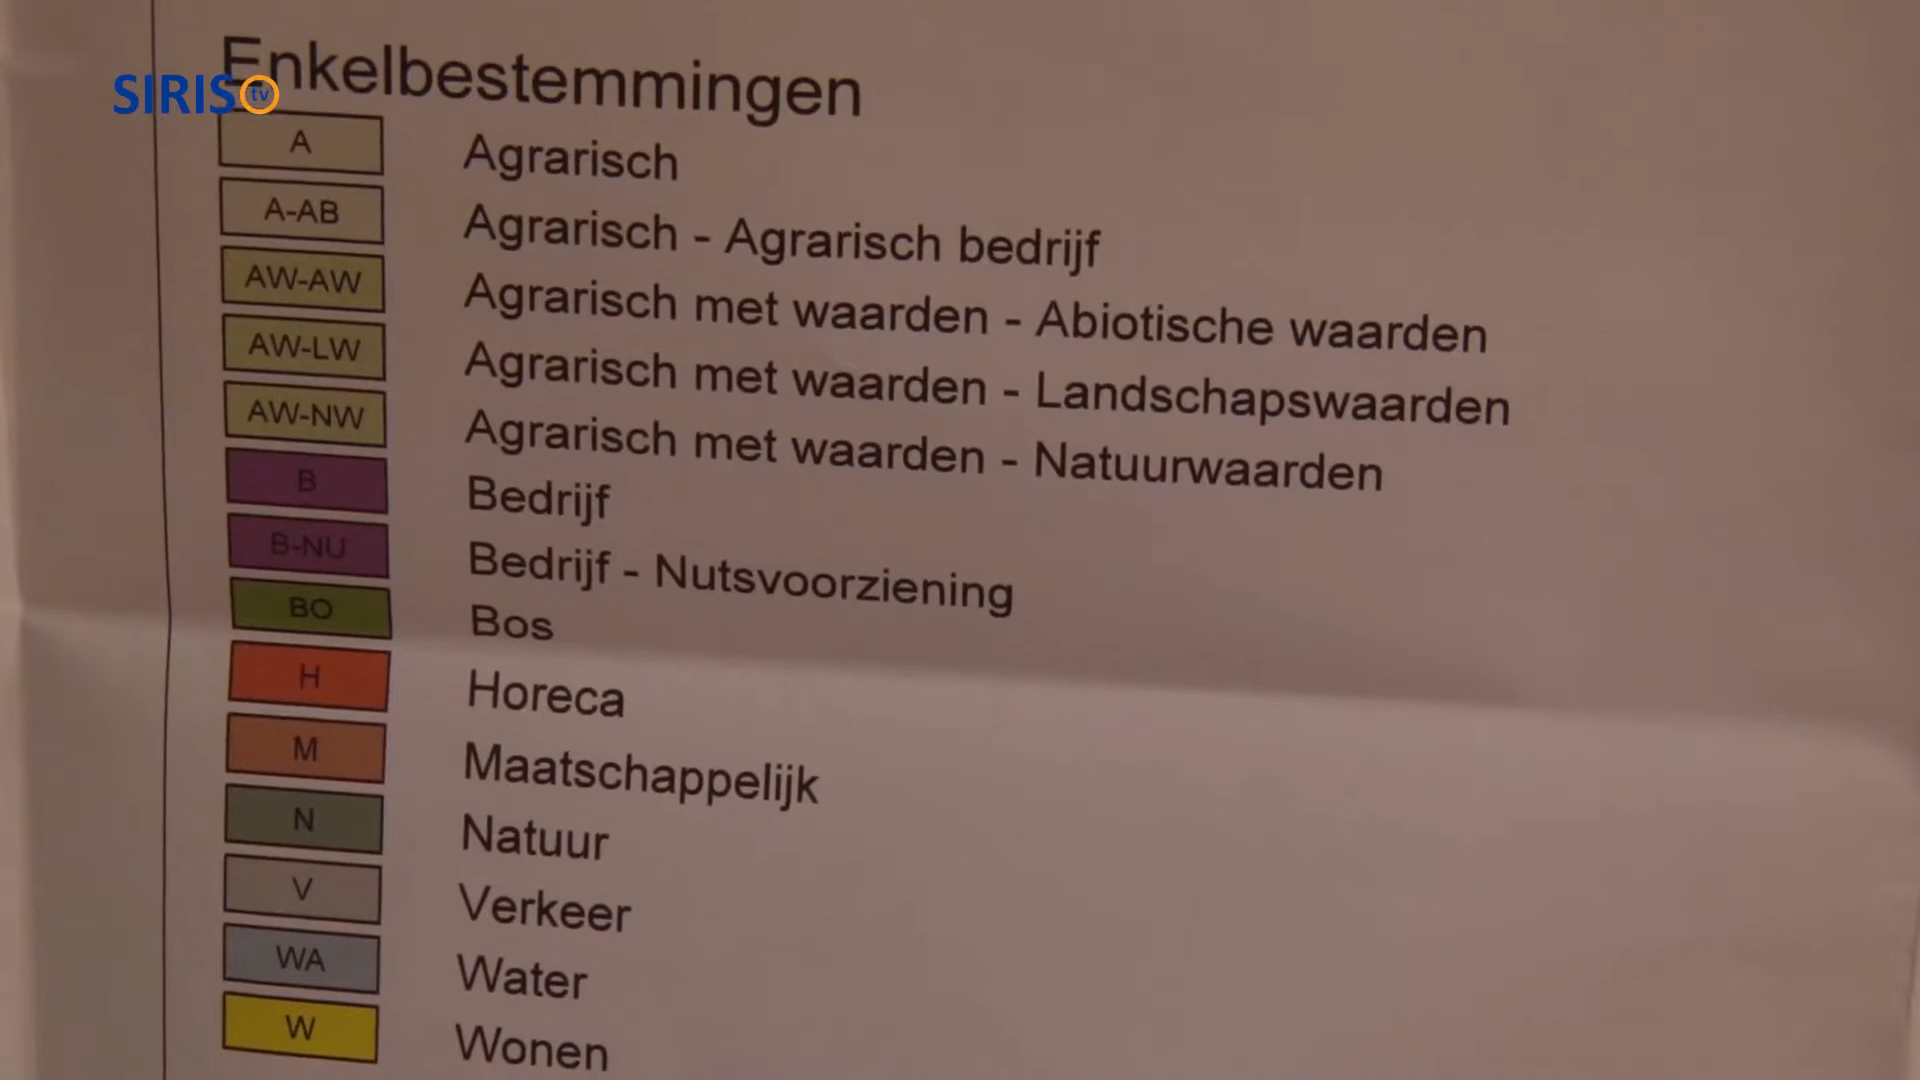 Enkelbestemmingen
SIRIS tv
A Agrarisch
A-AB Agrarisch - Agrarisch bedrijf
AW-AW Agrarisch met waarden - Abiotische waarden
AW-LW Agrarisch met waarden - Landschapswaarden
AW-NW Agrarisch met waarden - Natuurwaarden
B Bedrijf
B-NU Bedrijf - Nutsvoorziening
BO Bos
H Horeca
M Maatschappelijk
N Natuur
V Verkeer
WA Water
W Wonen